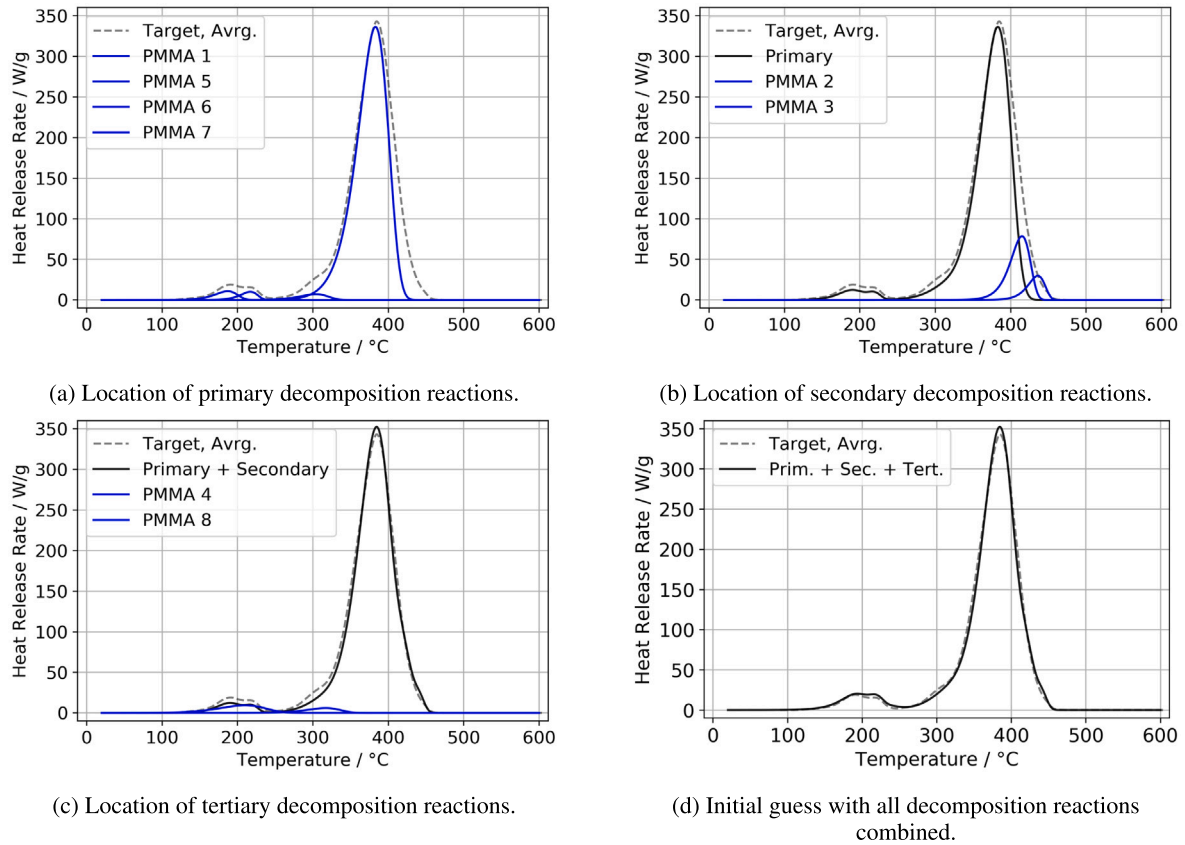 Heat Release Rate / W/g
350
300
250
200
150
100
50
0
Target, Avrg.
PMMA 1
PMMA 5
PMMA 6
PMMA 7
0 100 200 300 400 500 600
Temperature / °C
(a) Location of primary decomposition reactions.
Heat Release Rate / W/g
350
300
250
200
150
100
50
0
Target, Avrg.
Primary
PMMA 2
PMMA 3
0 100 200 300 400 500 600
Temperature / °C
(b) Location of secondary decomposition reactions.
Heat Release Rate / W/g
350
300
250
200
150
100
50
0
Target, Avrg.
Primary + Secondary
PMMA 4
PMMA 8
0 100 200 300 400 500 600
Temperature / °C
(c) Location of tertiary decomposition reactions.
Heat Release Rate / W/g
350
300
250
200
150
100
50
0
Target, Avrg.
Prim. + Sec. + Tert.
0 100 200 300 400 500 600
Temperature / °C
(d) Initial guess with all decomposition reactions
combined.